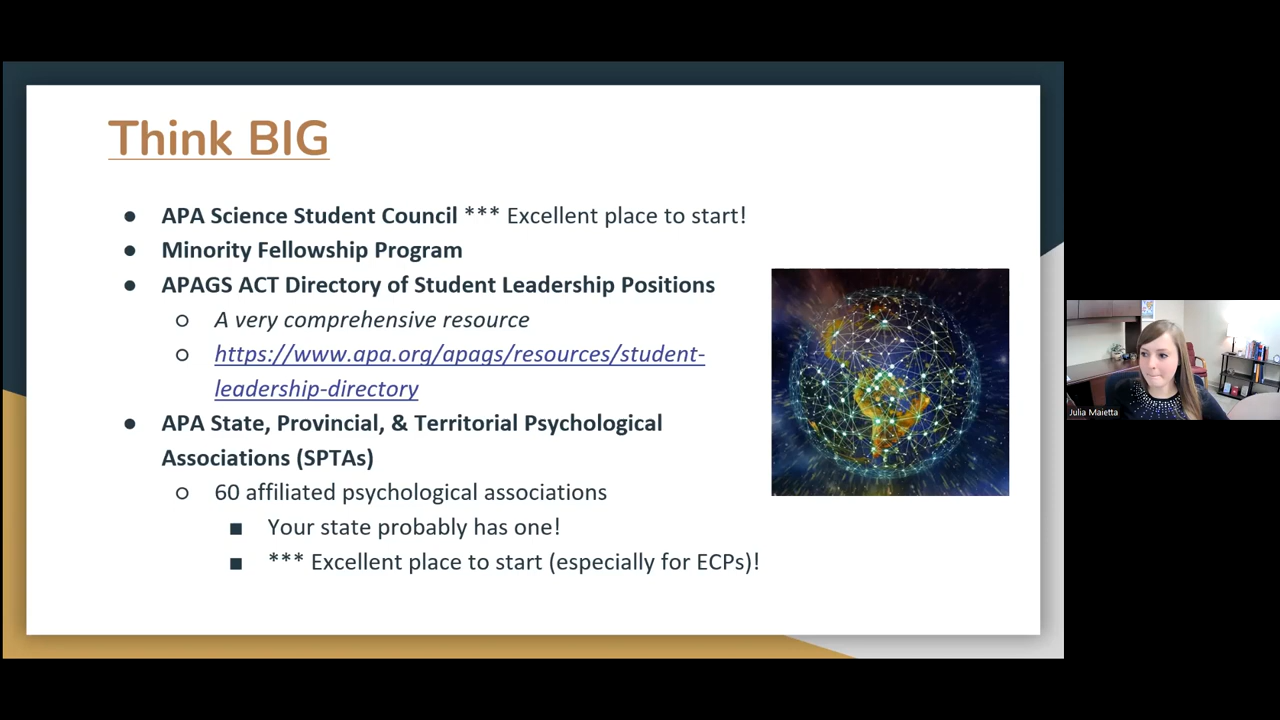 Think BIG
● APA Science Student Council *** Excellent place to start!
● Minority Fellowship Program
● APAGS ACT Directory of Student Leadership Positions
○ A very comprehensive resource
○ https://www.apa.org/apags/resources/student-
leadership-directory
● APA State, Provincial, & Territorial Psychological
Associations (SPTAs)
○ 60 affiliated psychological associations
■ Your state probably has one!
■ *** Excellent place to start (especially for ECPs)!
Julia Maietta